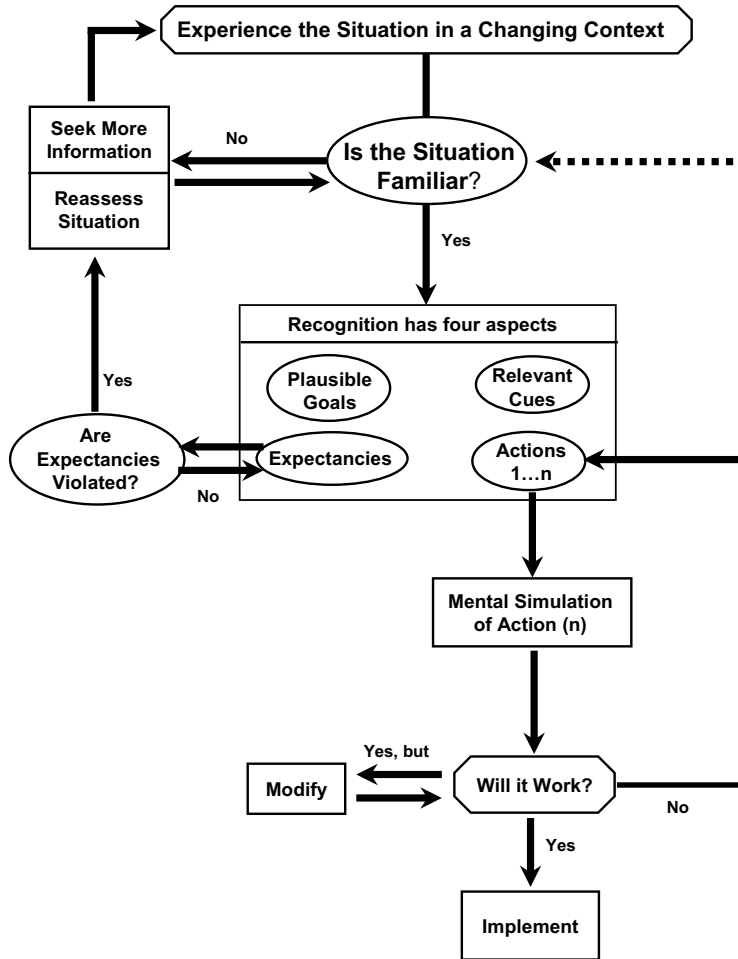 Experience the Situation in a Changing Context
Seek More
Information
No
Is the Situation
Familiar?
Reassess
Situation
Yes
Recognition has four aspects
Plausible
Goals
Relevant
Cues
Yes
Are
Expectancies
Violated?
Expectancies
Actions
1…n
No
Mental Simulation
of Action (n)
Yes, but
Modify
Will it Work?
No
Yes
Implement